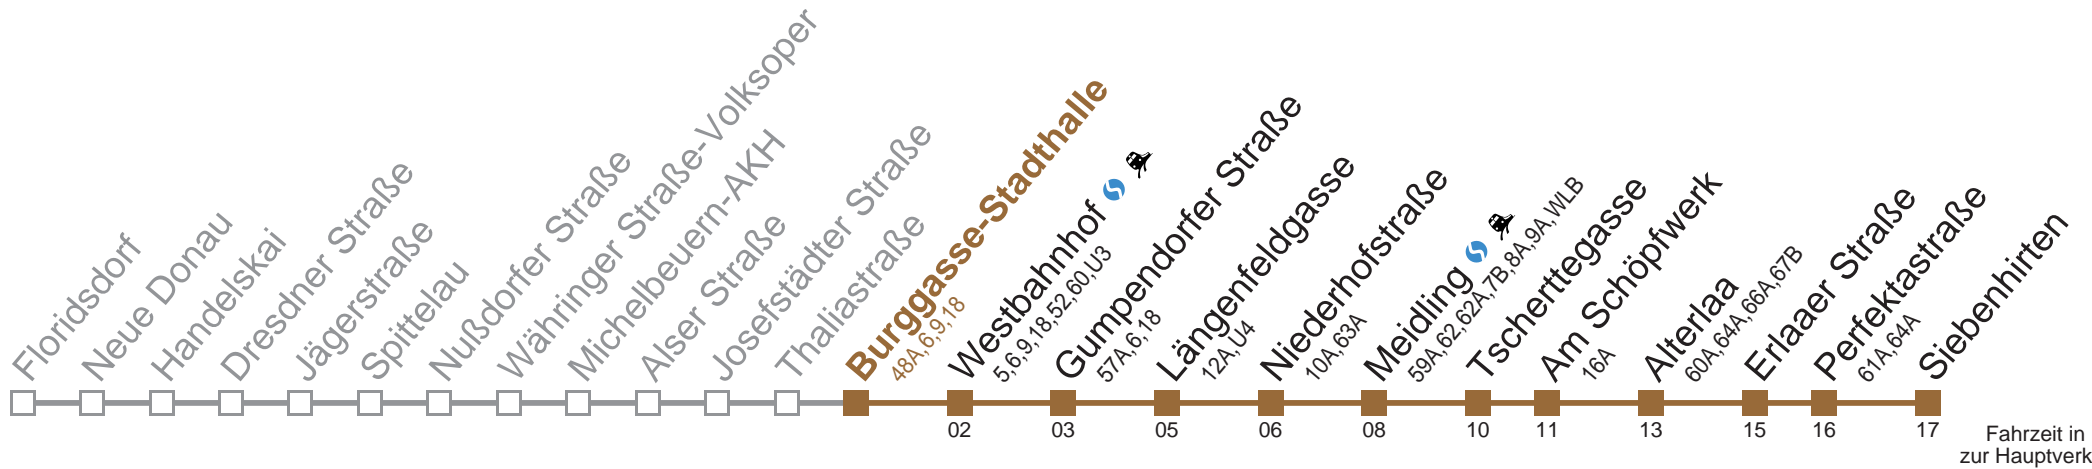 Floridsdorf
Neue Donau
Handelskai
Dresdner Straße
Jägerstraße
Spittelau
Nußdorfer Straße
Währinger Straße-Volksoper
Michelbeuern-AKH
Alser Straße
Josefstädter Straße
Thaliastraße
Burggasse-Stadthalle
48A,6,9,18
Westbahnhof
5,6,9,18,52,60,U3
Gumpendorfer Straße
57A,6,18
Längenfeldgasse
12A,U4
Niederhofstraße
10A,63A
Meidling
59A,62,62A,7B,8A,9A,WLB
Tscherttegasse
Am Schöpfwerk
16A
Alterlaa
60A,64A,66A,67B
Erlaaer Straße
Perfektastraße
61A,64A
Siebenhirten
02 03 05 06 08 10 11 13 15 16 17
Fahrzeit in
zur Hauptverk